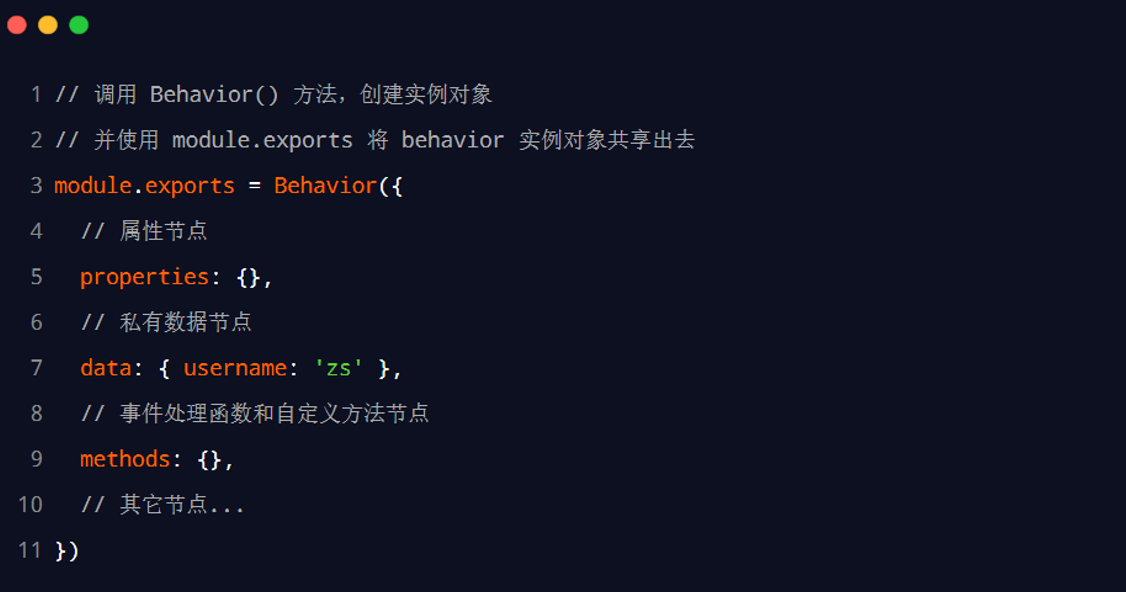 1 // 调用 Behavior() 方法，创建实例对象
2 // 并使用 module.exports 将 behavior 实例对象共享出去
3 module.exports = Behavior({
4   // 属性节点
5   properties: {},
6   // 私有数据节点
7   data: { username: 'zs' },
8   // 事件处理函数和自定义方法节点
9   methods: {},
10   // 其它节点...
11 })